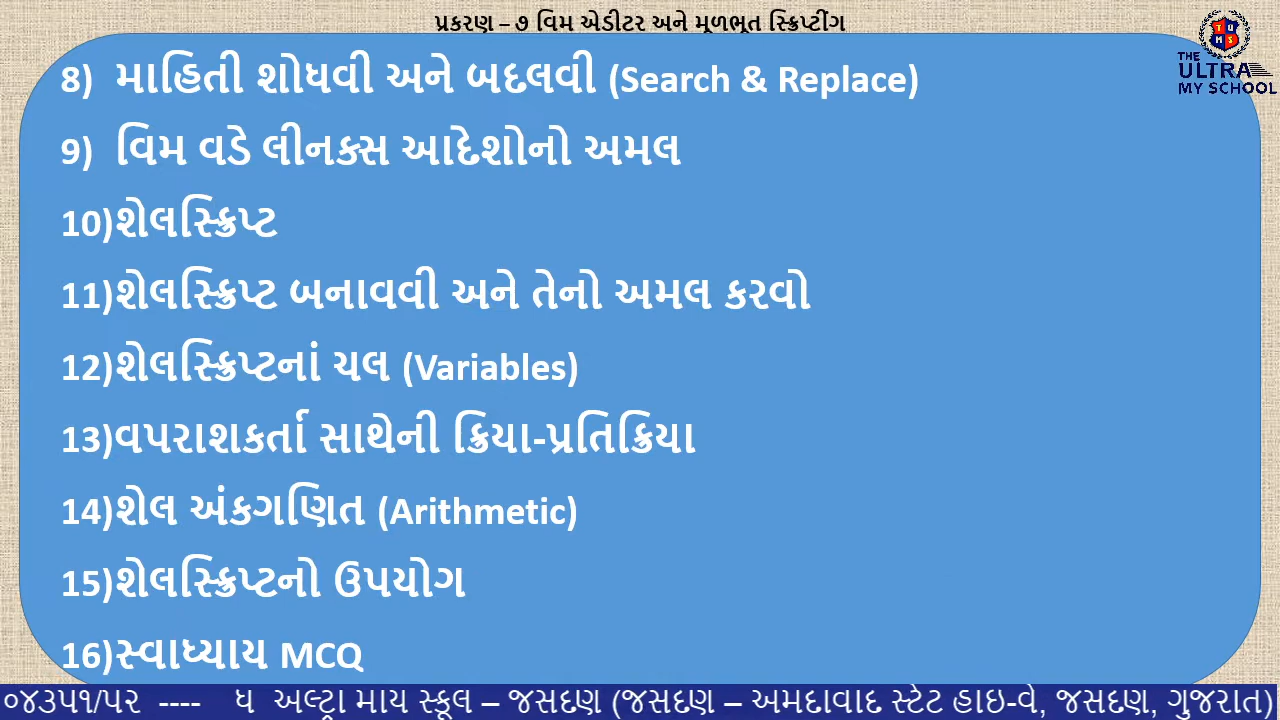 પ્રકરણ – ૭ વિમ એડીટર અને મૂળભૂત સ્ક્રિપ્ટીંગ
TUMS
THE
ULTRA
MY SCHOOL
8) માહિતી શોધવી અને બદલવી (Search & Replace)
9) વિમ વડે લીનક્સ આદેશોનો અમલ
10)શેલસ્ક્રિપ્ટ
11)શેલસ્ક્રિપ્ટ બનાવવી અને તેનો અમલ કરવો
12)શેલસ્ક્રિપ્ટનાં ચલ (Variables)
13)વપરાશકર્તા સાથેની ક્રિયા-પ્રતિક્રિયા
14)શેલ અંકગણિત (Arithmetic)
15)શેલસ્ક્રિપ્ટનો ઉપયોગ
16)સ્વાધ્યાય MCQ
૦૪૩૫૧/૫૨ ---- ધ અલ્ટ્રા માય સ્કૂલ – જસદણ (જસદણ – અમદાવાદ સ્ટેટ હાઇ-વે, જસદણ, ગુજરાત)